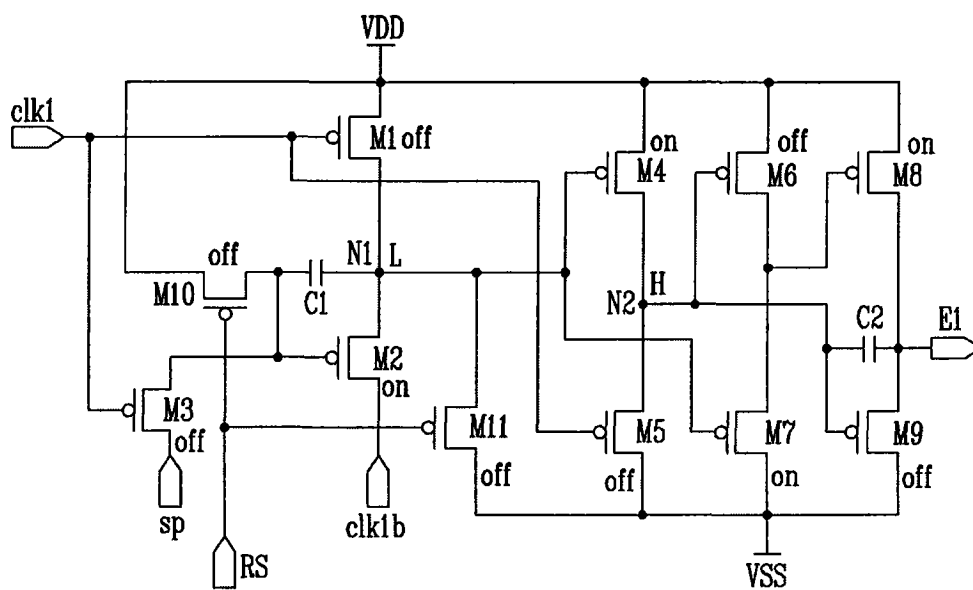 VDD
clk1
M1 off
on
M4
off
M6
on
M8
off
M10
C1
N1 L
H
N2
C2
E1
M2
on
M3
off
sp
M11
off
M5
off
M7
on
M9
off
clk1b
RS
VSS